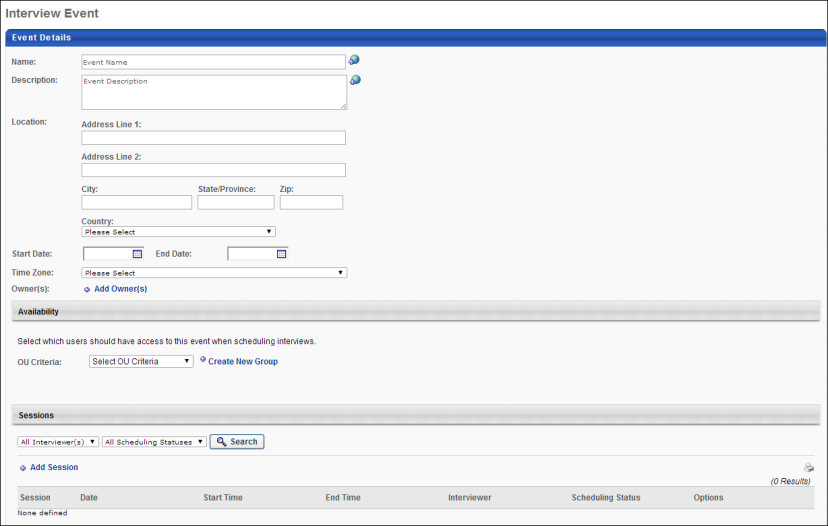 Interview Event
Event Details
Name: Event Name
Description: Event Description
Location: Address Line 1:
Address Line 2:
City: State/Province: Zip:
Country:
Please Select
Start Date: End Date:
Time Zone: Please Select
Owner(s): Add Owner(s)
Availability
Select which users should have access to this event when scheduling interviews.
OU Criteria: Select OU Criteria Create New Group
Sessions
All Interviewer(s) All Scheduling Statuses Search
Add Session
(0 Results)
Session Date Start Time End Time Interviewer Scheduling Status Options
None defined